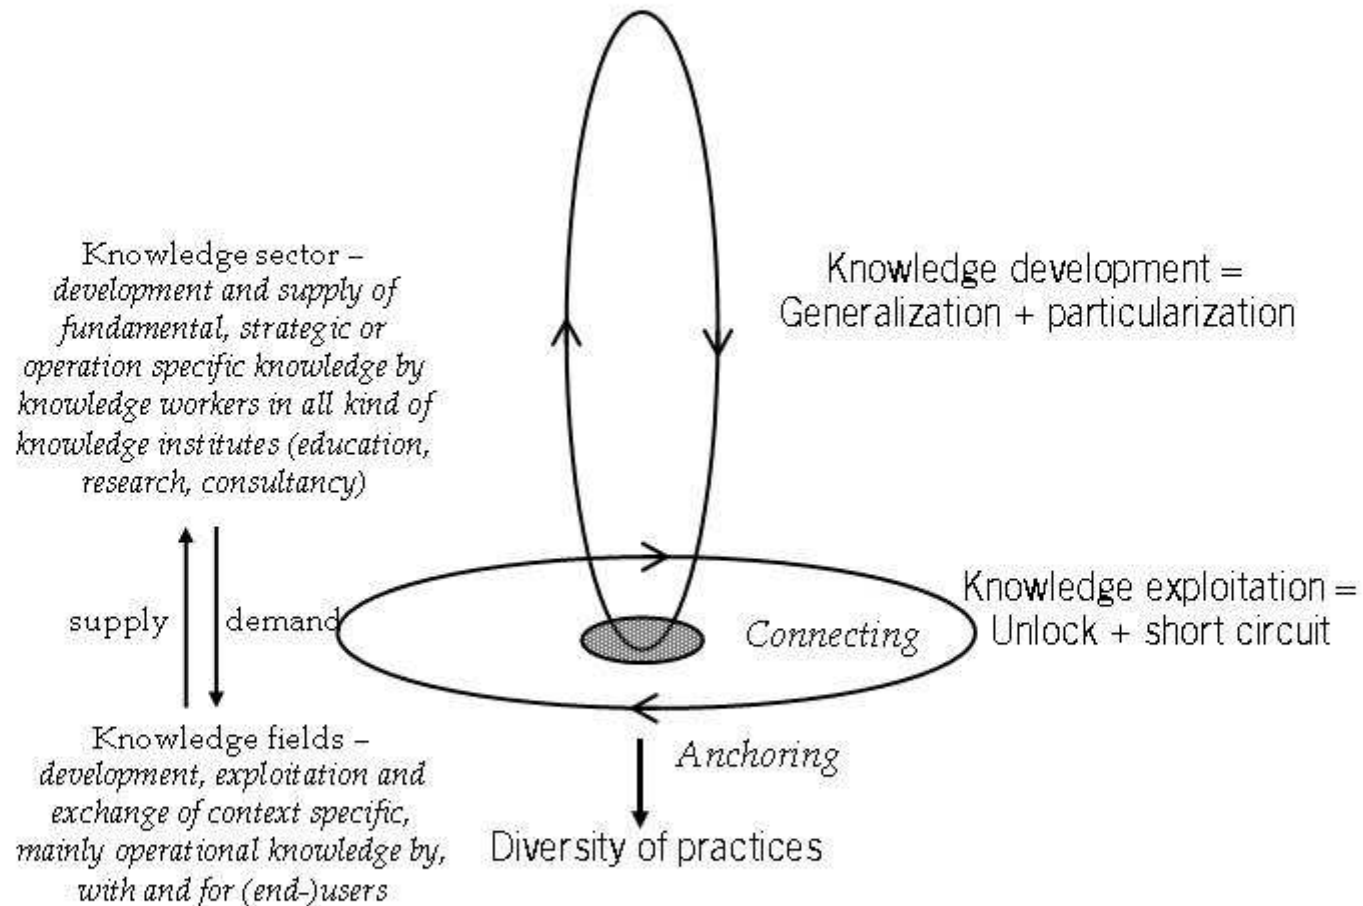 Knowledge sector –
development and supply of
fundamental, strategic or
operation specific knowledge by
knowledge workers in all kind of
knowledge institutes (education,
research, consultancy)
Knowledge development =
Generalization + particularization
supply
demand
Connecting
Knowledge exploitation =
Unlock + short circuit
Knowledge fields –
development, exploitation and
exchange of context specific,
mainly operational knowledge by,
with and for (end-)users
Anchoring
Diversity of practices